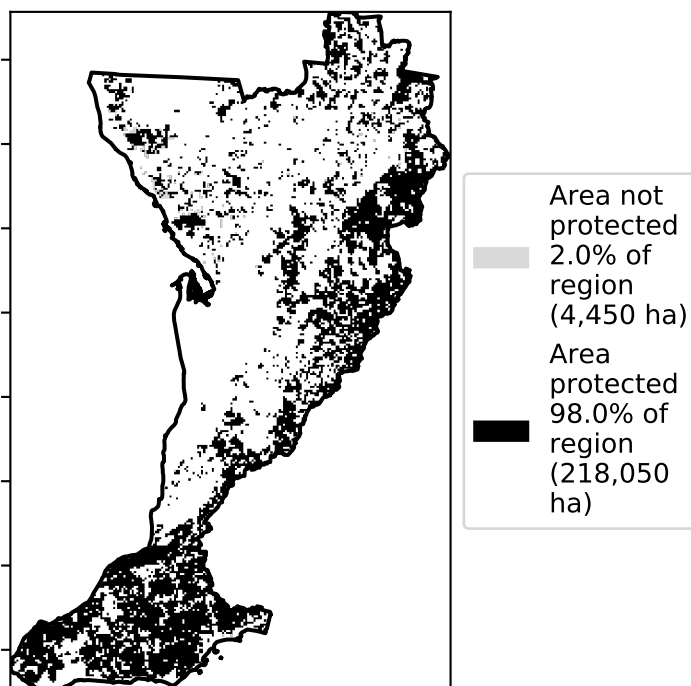 Area not
protected
2.0% of
region
(4,450 ha)
Area
protected
98.0% of
region
(218,050
ha)